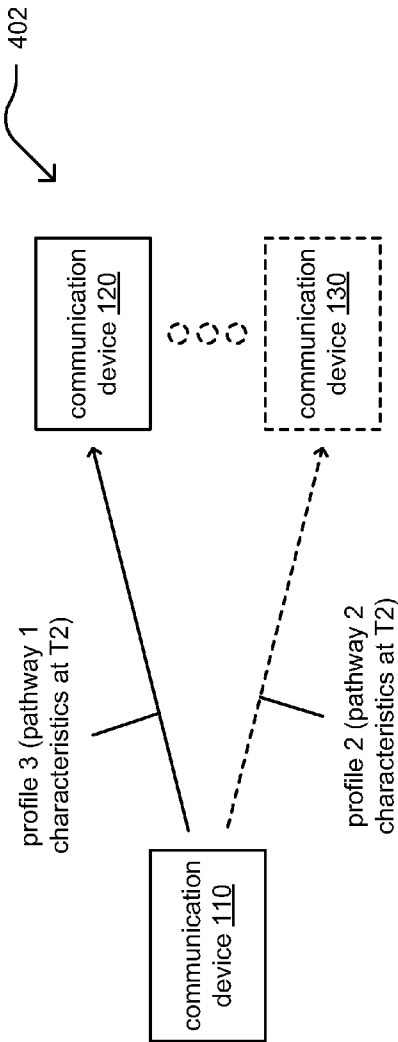 402
communication
device 120
communication
device 130
profile 3 (pathway 1
characteristics at T2)
profile 2 (pathway 2
characteristics at T2)
communication
device 110